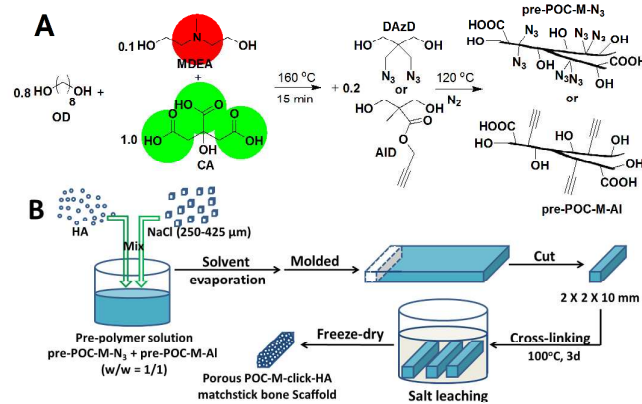 A
0.8 HO ( )8 OH
OD
+
0.1 HO N OH
MDEA
+
1.0 HO O O HO O OH OH
CA
160 °C
15 min
+ 0.2
DAzD
HO OH
N3 N3
or
HO OH
O O
AlD
120 °C
N2
pre-POC-M-N3
HOOC N3 OH N3 N3 OH
N3 OH N3 N3 HO COOH
or
HOOC HO OH
OH COOH
pre-POC-M-Al
B
HA
NaCl (250-425 µm)
Mix
Pre-polymer solution
pre-POC-M-N3 + pre-POC-M-Al
(w/w = 1/1)
Solvent
evaporation
Molded
Cut
2 X 2 X 10 mm
Cross-linking
100°C, 3d
Salt leaching
Freeze-dry
Porous POC-M-click-HA
matchstick bone Scaffold